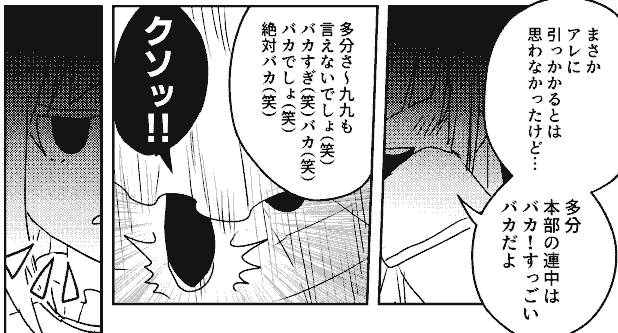 まさか
アレに
引っかかるとは
思わなかったけど…
多分
本部の連中は
バカ！すっごい
バカだよ
多分さ～九九も
言えないでしょ(笑)
バカすぎ(笑)バカ(笑)
バカでしょ(笑)
絶対バカ(笑)
クソッ!!